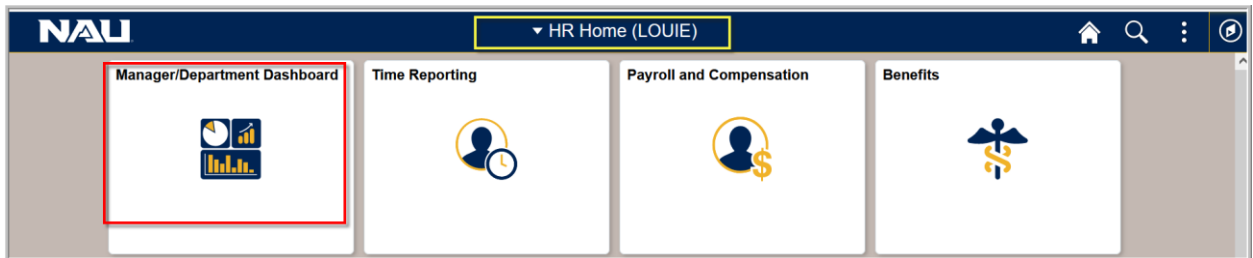 NAU
HR Home (LOUIE)
Manager/Department Dashboard
Time Reporting
Payroll and Compensation
Benefits